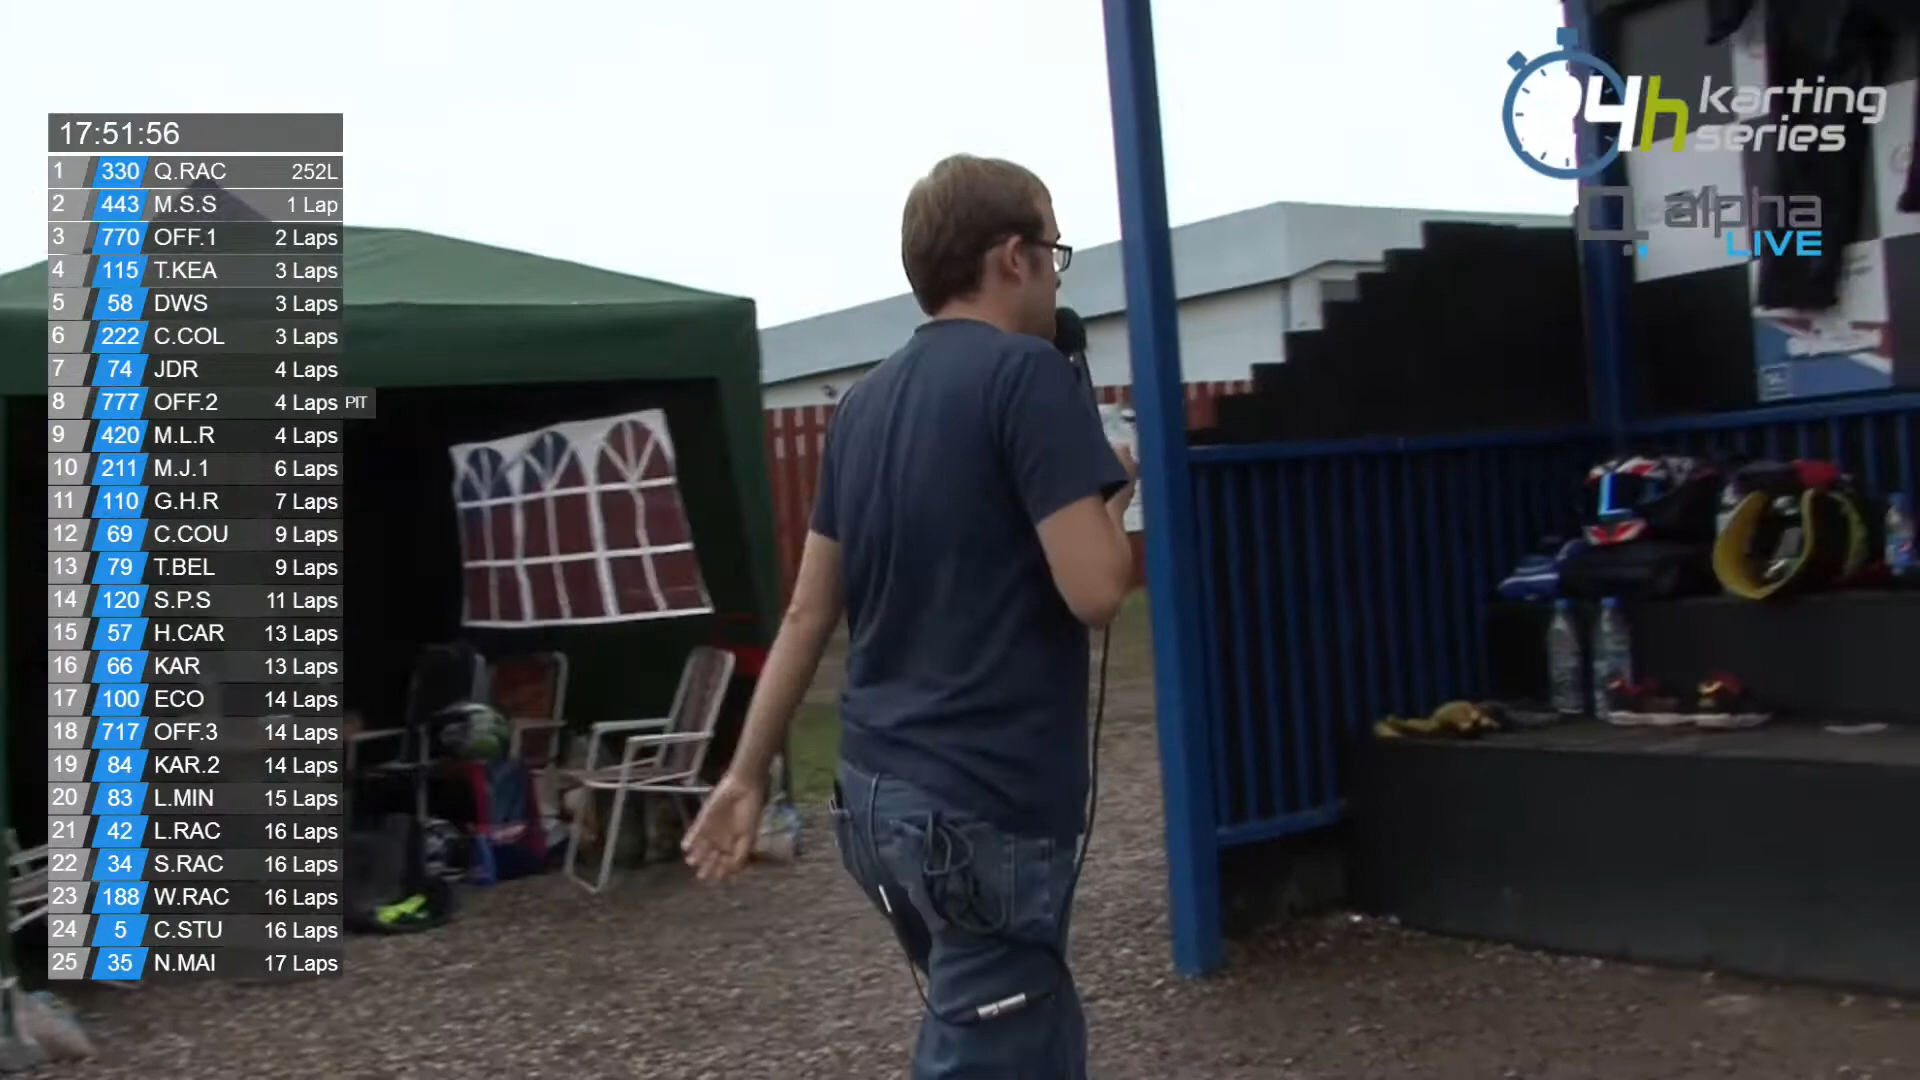 17:51:56
1 330 Q.RAC 252L
2 443 M.S.S 1 Lap
3 770 OFF.1 2 Laps
4 115 T.KEA 3 Laps
5 58 DWS 3 Laps
6 222 C.COL 3 Laps
7 74 JDR 4 Laps
8 777 OFF.2 4 Laps PIT
9 420 M.L.R 4 Laps
10 211 M.J.1 6 Laps
11 110 G.H.R 7 Laps
12 69 C.COU 9 Laps
13 79 T.BEL 9 Laps
14 120 S.P.S 11 Laps
15 57 H.CAR 13 Laps
16 66 KAR 13 Laps
17 100 ECO 14 Laps
18 717 OFF.3 14 Laps
19 84 KAR.2 14 Laps
20 83 L.MIN 15 Laps
21 42 L.RAC 16 Laps
22 34 S.RAC 16 Laps
23 188 W.RAC 16 Laps
24 5 C.STU 16 Laps
25 35 N.MAI 17 Laps
24h karting series
alpha
LIVE